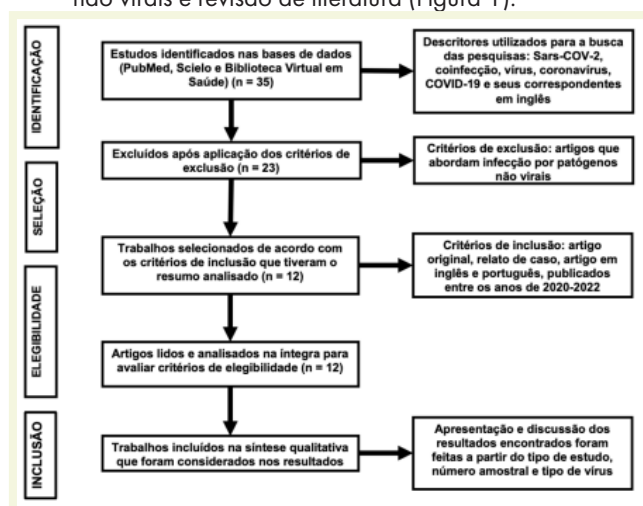 não virais e revisão de literatura (Figura 1).
IDENTIFICAÇÃO
Estudos identificados nas bases de dados
(PubMed, Scielo e Biblioteca Virtual em
Saúde) (n = 35)
Descritores utilizados para a busca
das pesquisas: Sars-COV-2,
coinfecção, vírus, coronavírus,
COVID-19 e seus correspondentes
em inglês
SELEÇÃO
Excluídos após aplicação dos critérios de
exclusão (n = 23)
Critérios de exclusão: artigos que
abordam infecção por patógenos
não virais
Trabalhos selecionados de acordo com
os critérios de inclusão que tiveram o
resumo analisado (n = 12)
Critérios de inclusão: artigo
original, relato de caso, artigo em
inglês e português, publicados
entre os anos de 2020-2022
ELEGIBILIDADE
Artigos lidos e analisados na íntegra para
avaliar critérios de elegibilidade (n = 12)
INCLUSÃO
Trabalhos incluídos na síntese qualitativa
que foram considerados nos resultados
Apresentação e discussão dos
resultados encontrados foram
feitas a partir do tipo de estudo,
número amostral e tipo de vírus